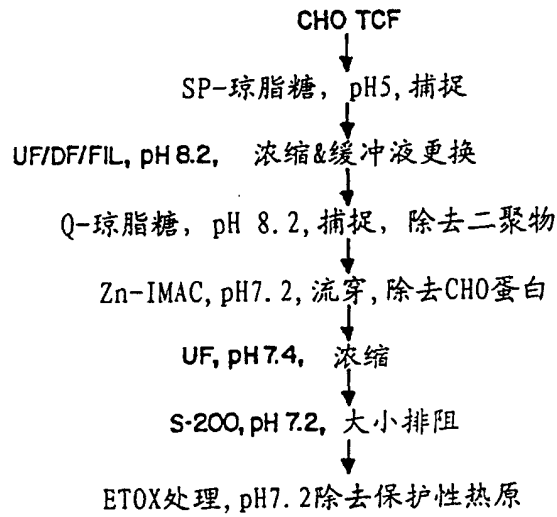 CHO TCF
SP-琼脂糖, pH5, 捕捉
UF/DF/FIL, pH 8.2, 浓缩&缓冲液更换
Q-琼脂糖, pH 8.2, 捕捉, 除去二聚物
Zn-IMAC, pH7.2, 流穿, 除去CHO蛋白
UF, pH 7.4, 浓缩
S-200, pH 7.2, 大小排阻
ETOX处理, pH7.2除去保护性热原